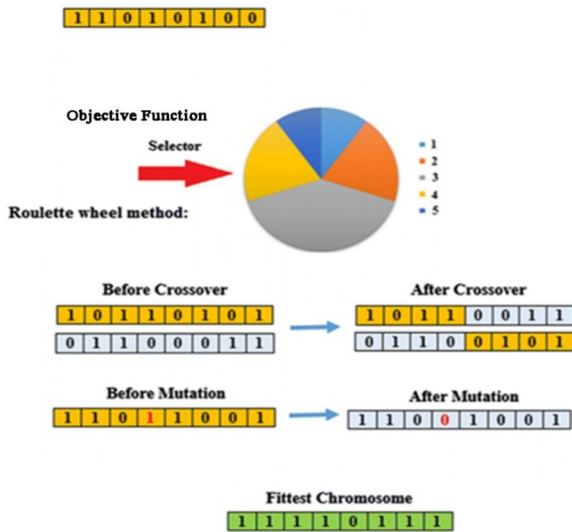 1 1 0 1 0 1 0 0
Objective Function
Selector
Roulette wheel method:
1
2
3
4
5
Before Crossover
1 0 1 1 0 1 0 1
0 1 1 0 0 0 1 1
After Crossover
1 0 1 1 0 0 1 1
0 1 1 0 0 1 0 1
Before Mutation
1 1 0 1 1 0 0 1
After Mutation
1 1 0 0 1 0 0 1
Fittest Chromosome
1 1 1 1 0 1 1 1